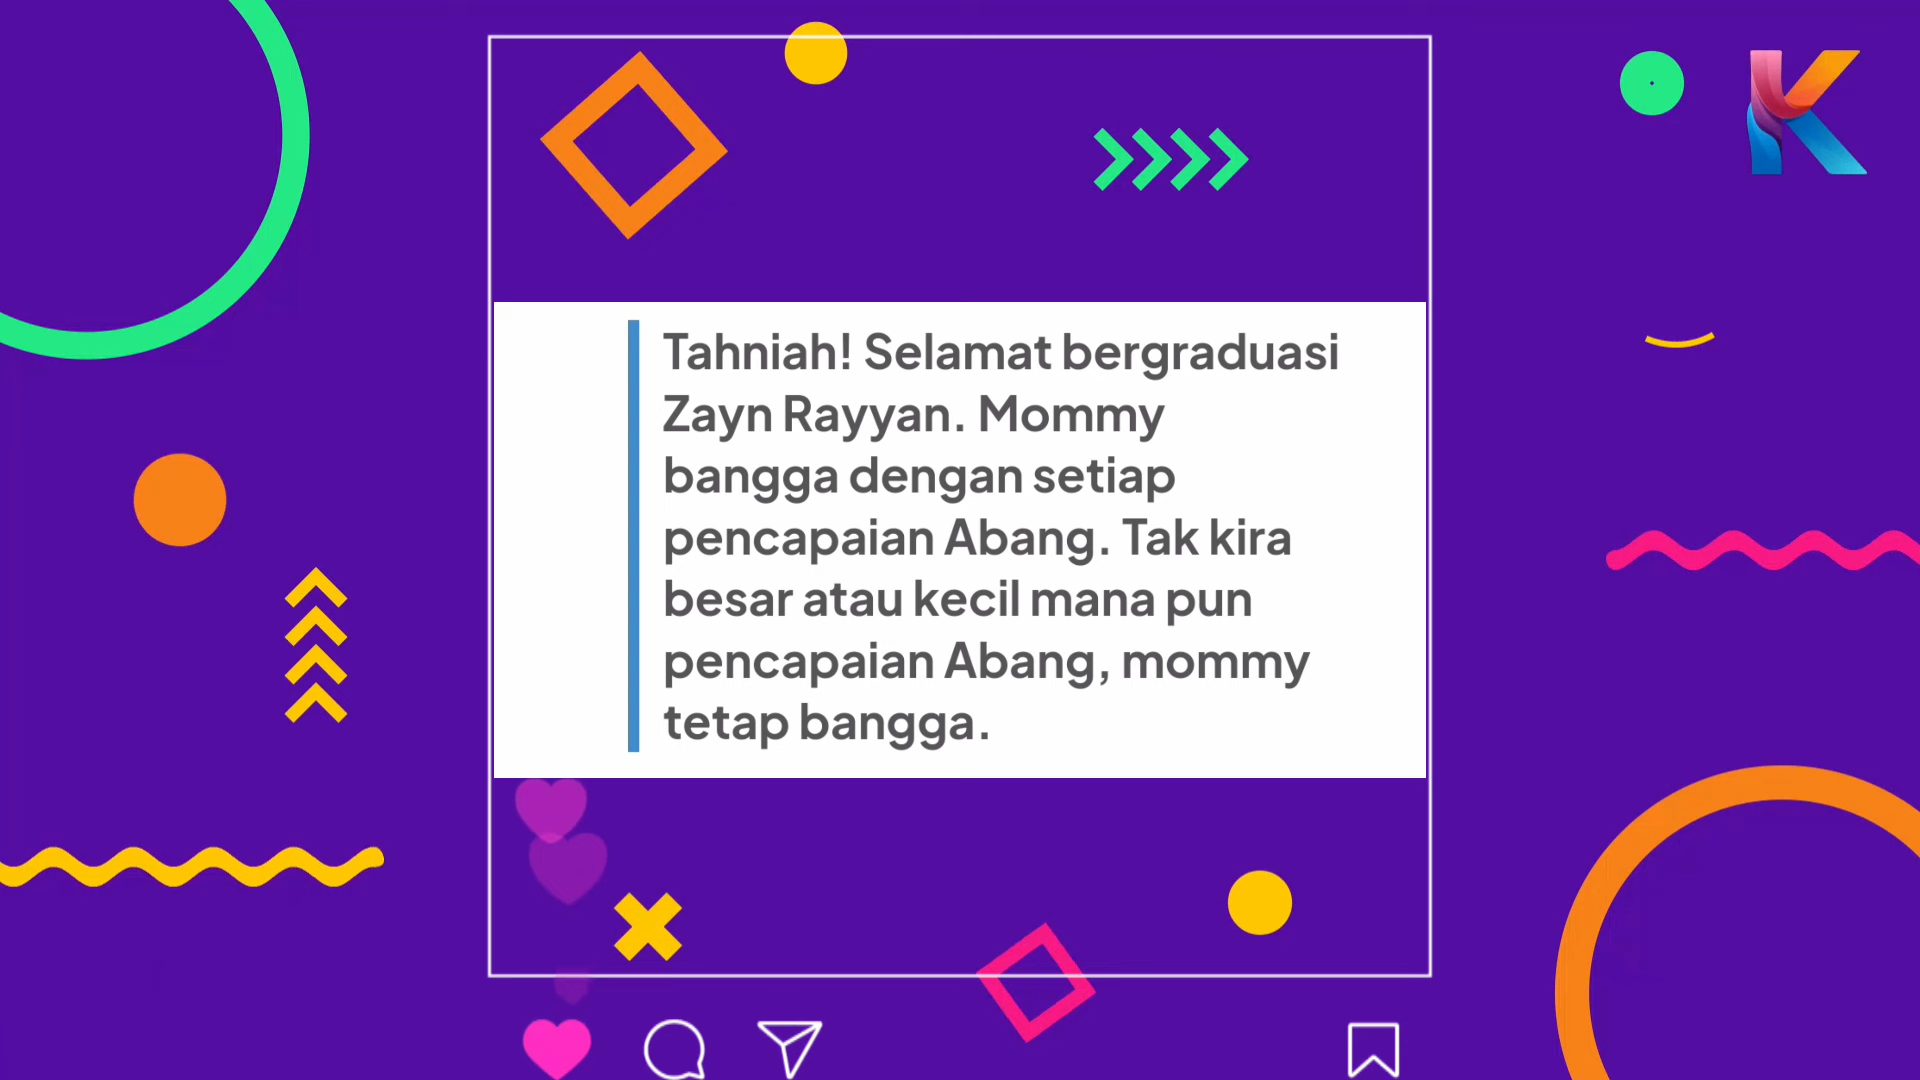 Tahniah! Selamat bergraduasi
Zayn Rayyan. Mommy
bangga dengan setiap
pencapaian Abang. Tak kira
besar atau kecil mana pun
pencapaian Abang, mommy
tetap bangga.
K